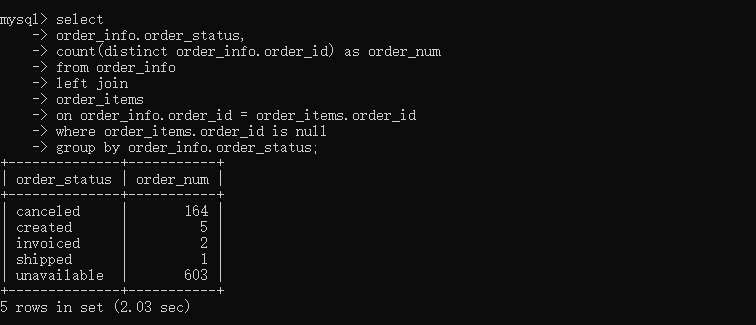 mysql> select
    -> order_info.order_status,
    -> count(distinct order_info.order_id) as order_num
    -> from order_info
    -> left join
    -> order_items
    -> on order_info.order_id = order_items.order_id
    -> where order_items.order_id is null
    -> group by order_info.order_status;
+--------------+-----------+
| order_status | order_num |
+--------------+-----------+
| canceled     |       164 |
| created      |         5 |
| invoiced     |         2 |
| shipped      |         1 |
| unavailable  |       603 |
+--------------+-----------+
5 rows in set (2.03 sec)